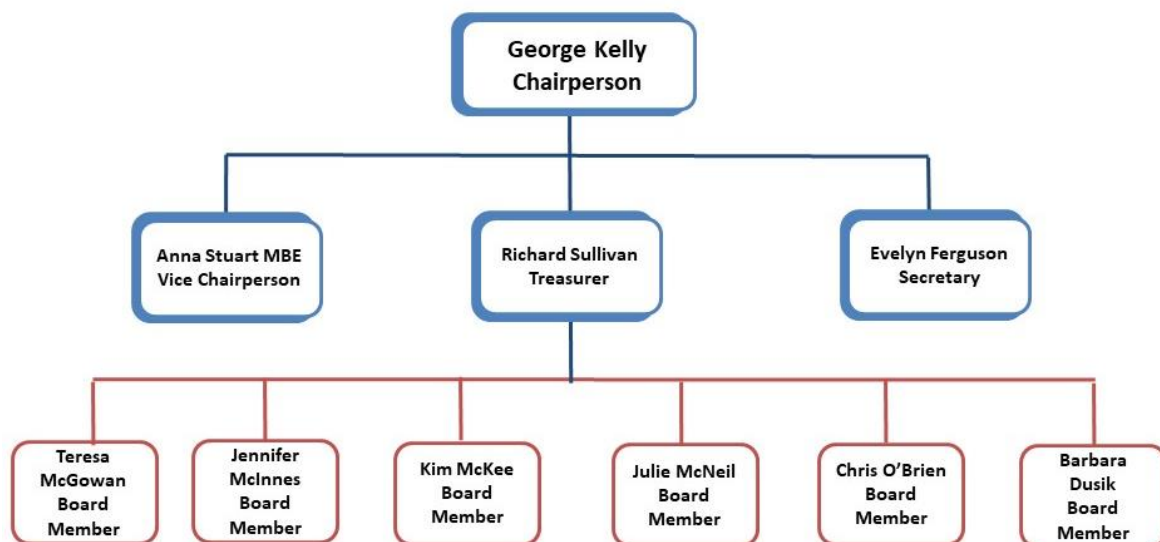 George Kelly
Chairperson
Anna Stuart MBE
Vice Chairperson
Richard Sullivan
Treasurer
Evelyn Ferguson
Secretary
Teresa
McGowan
Board
Member
Jennifer
McInnes
Board
Member
Kim McKee
Board
Member
Julie McNeil
Board
Member
Chris O’Brien
Board
Member
Barbara
Dusik
Board
Member